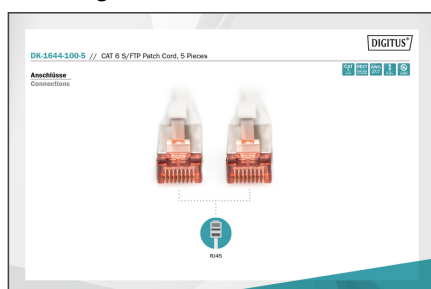 DIGITUS®
DK-1644-100-5 // CAT 6 S/FTP Patch Cord, 5 Pieces
Anschlüsse
Connections
RJ45